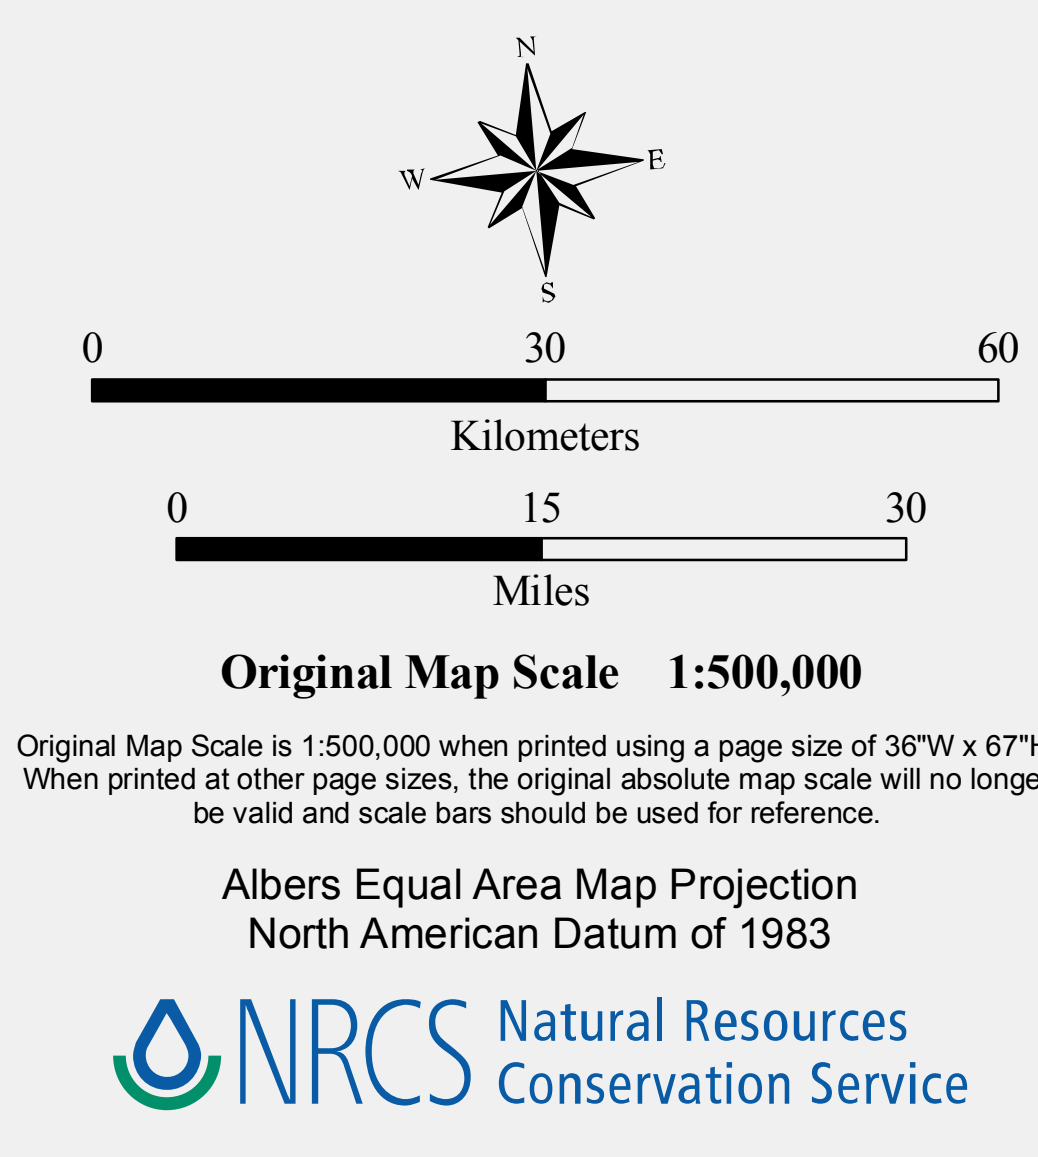 N
W E
S
0 30 60
Kilometers
0 15 30
Miles
Original Map Scale 1:500,000
Original Map Scale is 1:500,000 when printed using a page size of 36"W x 67"H
When printed at other page sizes, the original absolute map scale will no longe
be valid and scale bars should be used for reference.
Albers Equal Area Map Projection
North American Datum of 1983
NRCS Natural Resources
Conservation Service